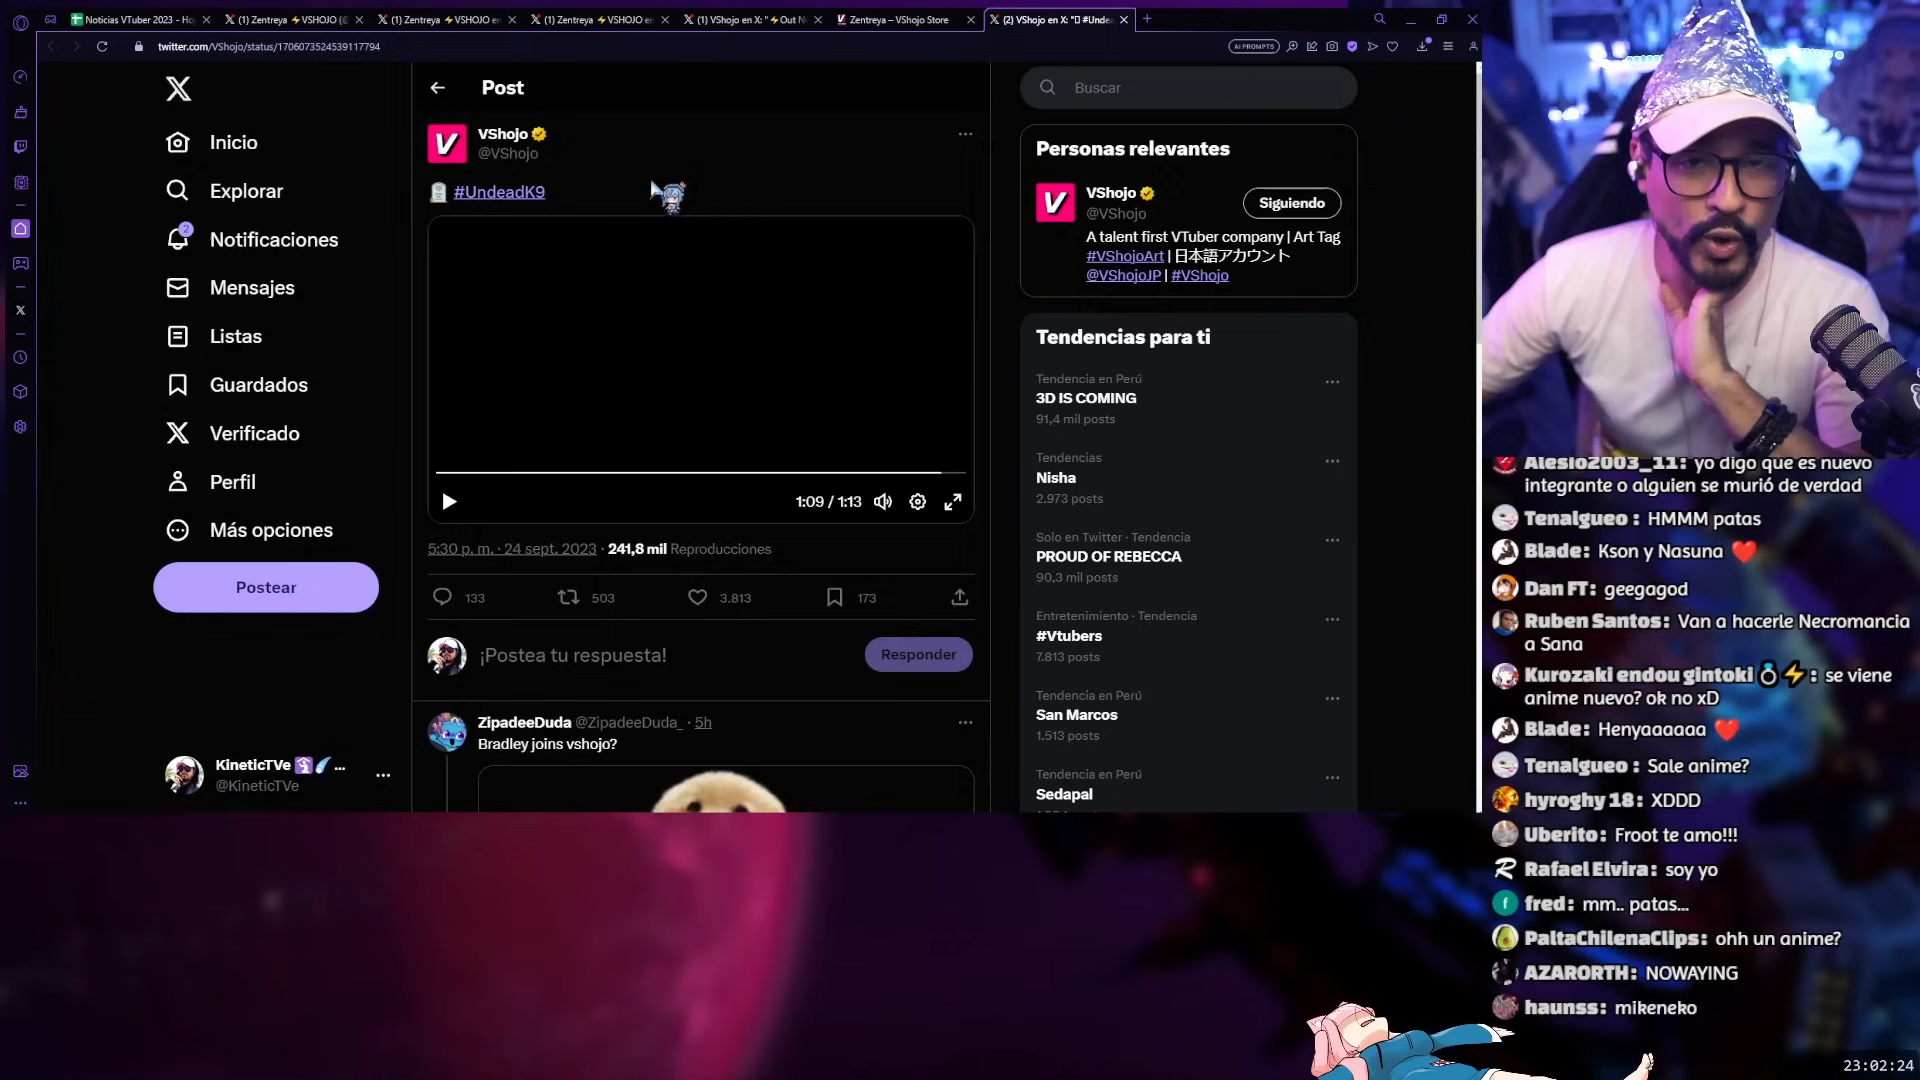 Noticias VTuber 2023 - Ho
(1) Zentreya ⚡VSHOJO (@
(1) Zentreya ⚡VSHOJO en
(1) Zentreya ⚡VSHOJO en
(1) VShojo en X: "⚡Out N
Zentreya – VShojo Store
(2) VShojo en X: "🪦 #Unde
twitter.com/VShojo/status/1706073524539117794
AI PROMPTS
Inicio
Explorar
2
Notificaciones
Mensajes
Listas
Guardados
Verificado
Perfil
Más opciones
Postear
KineticTVe ...
@KineticTVe
Post
VShojo
@VShojo
🪦 #UndeadK9
1:09 / 1:13
5:30 p. m. · 24 sept. 2023 · 241,8 mil Reproducciones
133
503
3.813
173
¡Postea tu respuesta!
Responder
ZipadeeDuda @ZipadeeDuda_ · 5h
Bradley joins vshojo?
Buscar
Personas relevantes
VShojo
@VShojo
Siguiendo
A talent first VTuber company | Art Tag
#VShojoArt | 日本語アカウント
@VShojoJP | #VShojo
Tendencias para ti
Tendencia en Perú
3D IS COMING
91,4 mil posts
Tendencias
Nisha
2.973 posts
Solo en Twitter · Tendencia
PROUD OF REBECCA
90,3 mil posts
Entretenimiento · Tendencia
#Vtubers
7.813 posts
Tendencia en Perú
San Marcos
1.513 posts
Tendencia en Perú
Sedapal
Alesio2003_11: yo digo que es nuevo
integrante o alguien se murió de verdad
Tenalgueo : HMMM patas
Blade: Kson y Nasuna ❤️
Dan FT: geegagod
Ruben Santos: Van a hacerle Necromancia
a Sana
Kurozaki endou gintoki 💍⚡: se viene
anime nuevo? ok no xD
Blade: Henyaaaaaa ❤️
Tenalgueo : Sale anime?
hyroghy 18: XDDD
Uberito: Froot te amo!!!
Rafael Elvira: soy yo
fred: mm.. patas...
PaltaChilenaClips: ohh un anime?
AZARORTH: NOWAYING
haunss: mikeneko
23:02:24